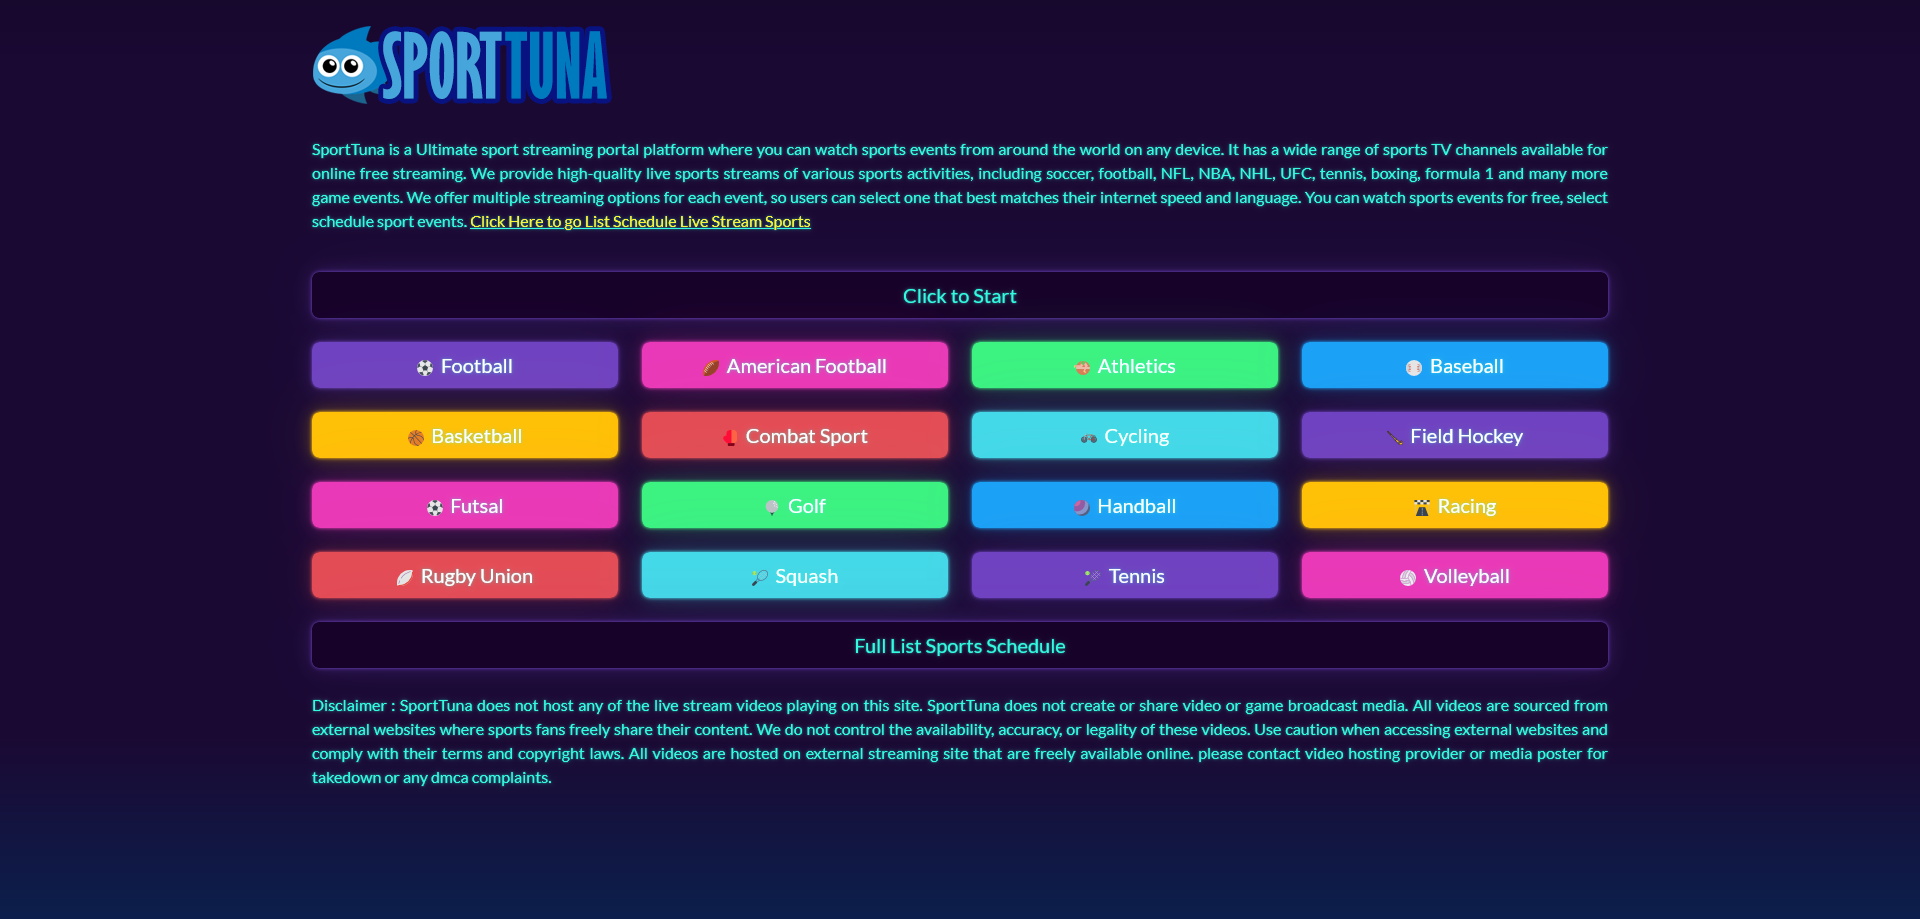 SPORTTUNA
SportTuna is a Ultimate sport streaming portal platform where you can watch sports events from around the world on any device. It has a wide range of sports TV channels available for
online free streaming. We provide high-quality live sports streams of various sports activities, including soccer, football, NFL, NBA, NHL, UFC, tennis, boxing, formula 1 and many more
game events. We offer multiple streaming options for each event, so users can select one that best matches their internet speed and language. You can watch sports events for free, select
schedule sport events. Click Here to go List Schedule Live Stream Sports
Click to Start
Football
American Football
Athletics
Baseball
Basketball
Combat Sport
Cycling
Field Hockey
Futsal
Golf
Handball
Racing
Rugby Union
Squash
Tennis
Volleyball
Full List Sports Schedule
Disclaimer : SportTuna does not host any of the live stream videos playing on this site. SportTuna does not create or share video or game broadcast media. All videos are sourced from
external websites where sports fans freely share their content. We do not control the availability, accuracy, or legality of these videos. Use caution when accessing external websites and
comply with their terms and copyright laws. All videos are hosted on external streaming site that are freely available online. please contact video hosting provider or media poster for
takedown or any dmca complaints.